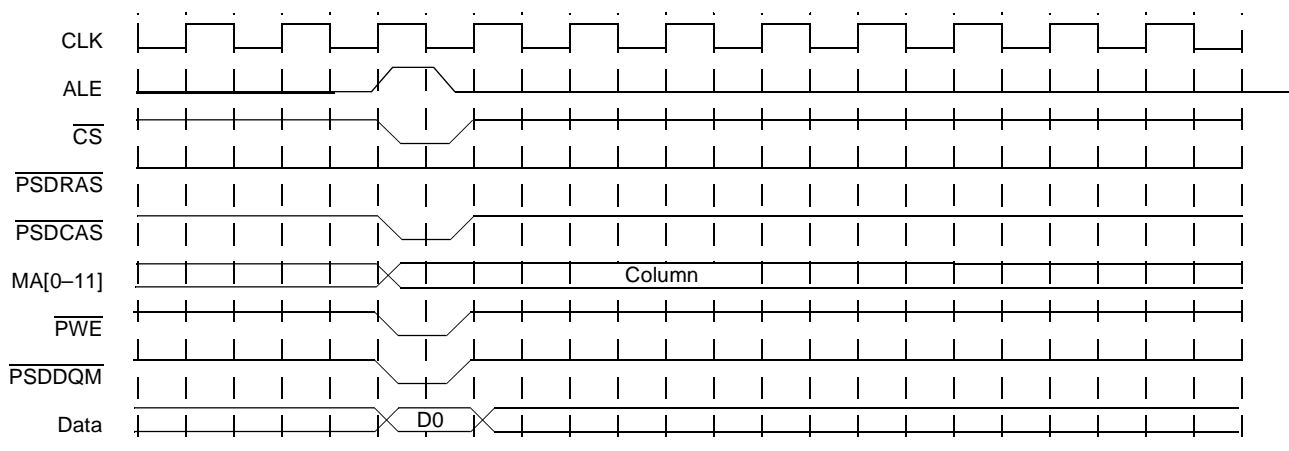 CLK
ALE
CS
PSDRAS
PSDCAS
MA[0–11]
Column
PWE
PSDDQM
Data
D0